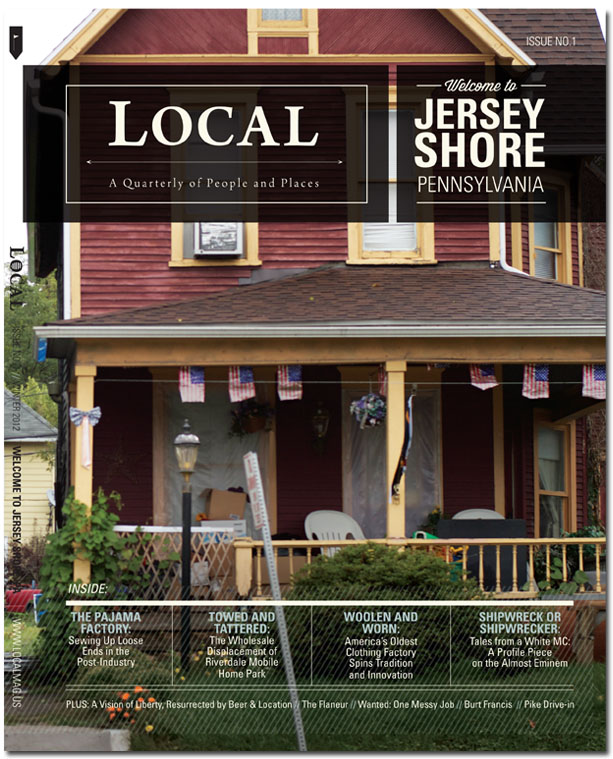 ISSUE NO.1
LOCAL
A Quarterly of People and Places
Welcome to
JERSEY
SHORE
PENNSYLVANIA
LOCAL
WINTER 2012
WELCOME TO JERSEY
INSIDE:
THE PAJAMA
FACTORY:
Sewing Up Loose
Ends in the
Post-Industry
TOWED AND
TATTERED:
The Wholesale
Displacement of
Riverdale Mobile
Home Park
WOOLEN AND
WORN:
America's Oldest
Clothing Factory
Spins Tradition
and Innovation
SHIPWRECK OR
SHIPWRECKER:
Tales from a White MC:
A Profile Piece
on the Almost Eminem
PLUS: A Vision of Liberty, Resurrected by Beer & Location // The Flaneur // Wanted: One Messy Job // Burt Francis // Pike Drive-in